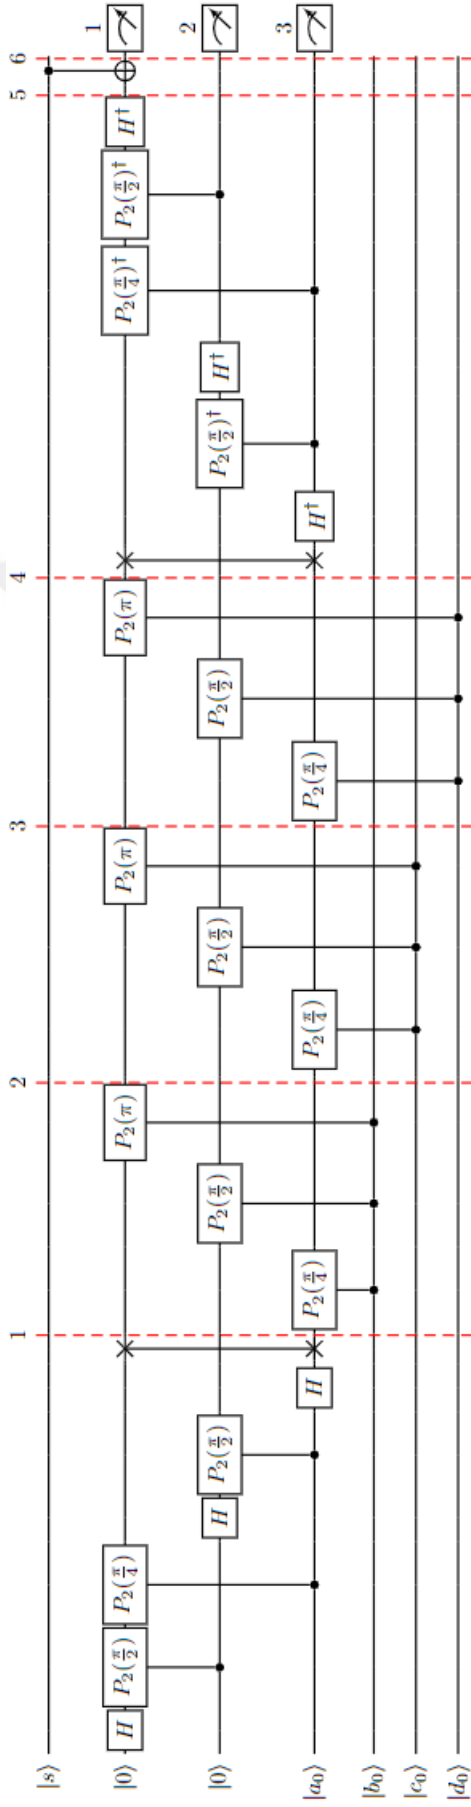 1 2 3 4 5 6
|s⟩
1
|0⟩ H P₂(π/2) P₂(π/4) P₂(π) P₂(π) P₂(π) P₂(π/4)† P₂(π/2)† H†
2
|0⟩ H P₂(π/2) P₂(π/2) P₂(π/2) P₂(π/2) P₂(π/2)† H†
3
|a₀⟩ H P₂(π/4) P₂(π/4) P₂(π/4) H†
|b₀⟩
|c₀⟩
|d₀⟩